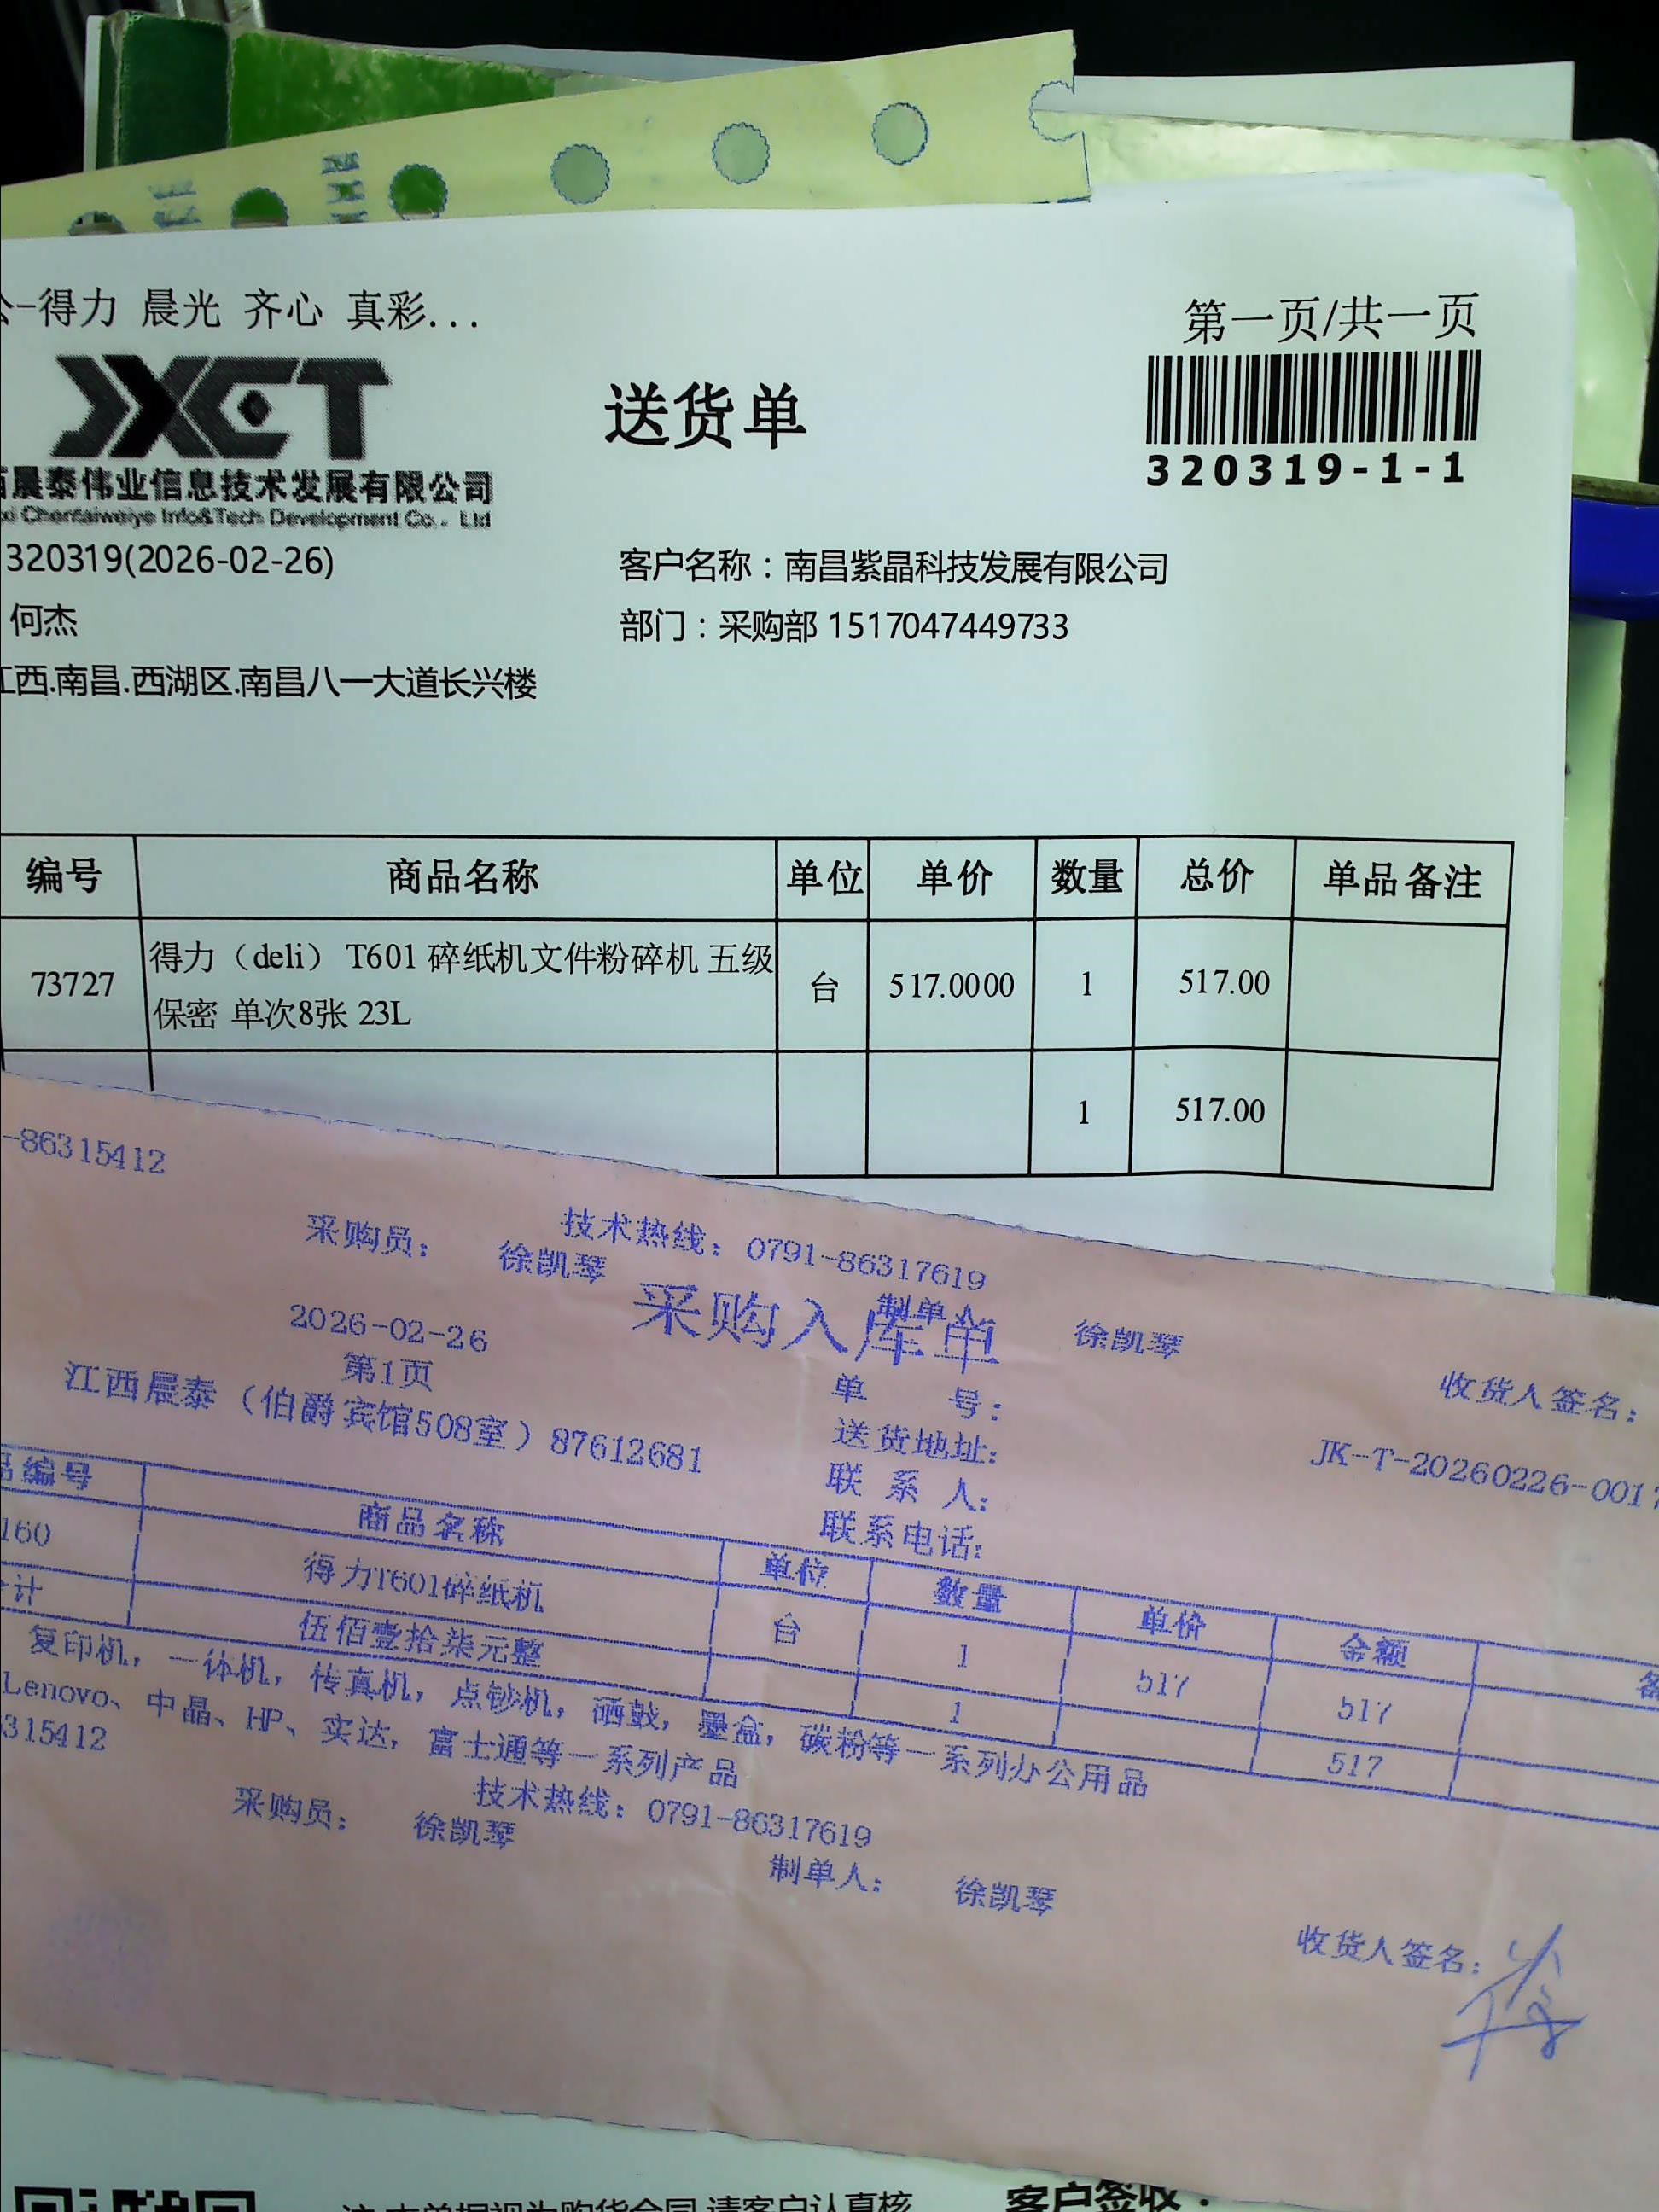 -得力 晨光 齐心 真彩...
第一页/共一页
JXCT
送货单
320319-1-1
晨泰伟业信息技术发展有限公司
xi Chentaiweiye Info&Tech Development Co., Ltd
320319(2026-02-26)
客户名称：南昌紫晶科技发展有限公司
何杰
部门：采购部 1517047449733
江西.南昌.西湖区.南昌八一大道长兴楼
编号 商品名称 单位 单价 数量 总价 单品备注
73727 得力（deli） T601 碎纸机文件粉碎机 五级
保密 单次8张 23L 台 517.0000 1 517.00
1 517.00
-86315412
技术热线：0791-86317619
采购员： 徐凯琴
制单人 徐凯琴
收货人签名：
采购入库单
2026-02-26
第1页
单 号： JK-T-20260226-001
江西晨泰（伯爵宾馆508室）87612681
送货地址：
联 系 人：
联系电话：
品编号 商品名称 单位 数量 单价 金额
160 得力T601碎纸机 台 1 517 517
计 伍佰壹拾柒元整 1 517
复印机，一体机，传真机，点钞机，硒鼓，墨盒，碳粉等一系列办公用品
Lenovo、中晶、HP、实达，富士通等一系列产品
315412
技术热线：0791-86317619
采购员： 徐凯琴
制单人： 徐凯琴
收货人签名：
客户签收：